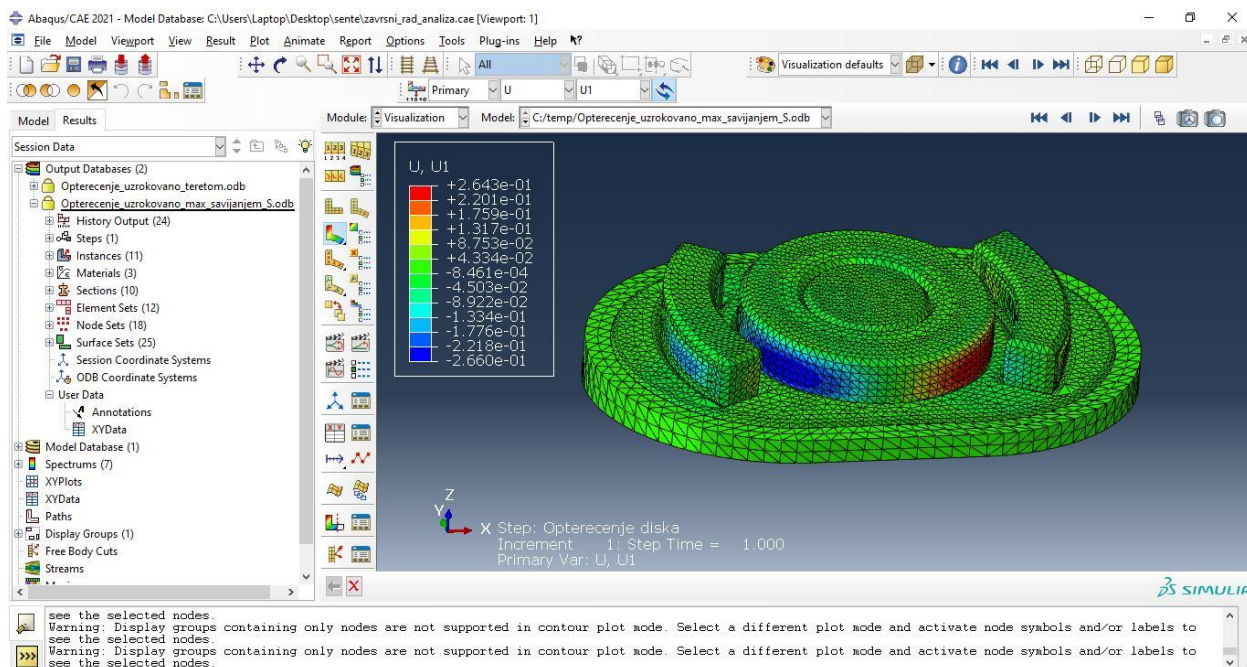 Abaqus/CAE 2021 - Model Database: C:\Users\Laptop\Desktop\sente\zavrsni_rad_analiza.cae [Viewport: 1]
File Model Viewport View Result Plot Animate Report Options Tools Plug-ins Help
All
Visualization defaults
Primary U U1
Model Results
Module: Visualization Model: C:/temp/Opterecenje_uzrokovano_max_savijanjem_S.odb
Session Data
Output Databases (2)
Opterecenje_uzrokovano_teretom.odb
Opterecenje_uzrokovano_max_savijanjem_S.odb
History Output (24)
Steps (1)
Instances (11)
Materials (3)
Sections (10)
Element Sets (12)
Node Sets (18)
Surface Sets (25)
Session Coordinate Systems
ODB Coordinate Systems
User Data
Annotations
XYData
Model Database (1)
Spectrums (7)
XYPlots
XYData
Paths
Display Groups (1)
Free Body Cuts
Streams
U, U1
+2.643e-01
+2.201e-01
+1.759e-01
+1.317e-01
+8.753e-02
+4.334e-02
-8.461e-04
-4.503e-02
-8.922e-02
-1.334e-01
-1.776e-01
-2.218e-01
-2.660e-01
Z
Y
X
Step: Opterecenje diska
Increment 1: Step Time = 1.000
Primary Var: U, U1
SIMULIA
see the selected nodes.
Warning: Display groups containing only nodes are not supported in contour plot mode. Select a different plot mode and activate node symbols and/or labels to
see the selected nodes.
Warning: Display groups containing only nodes are not supported in contour plot mode. Select a different plot mode and activate node symbols and/or labels to
see the selected nodes.